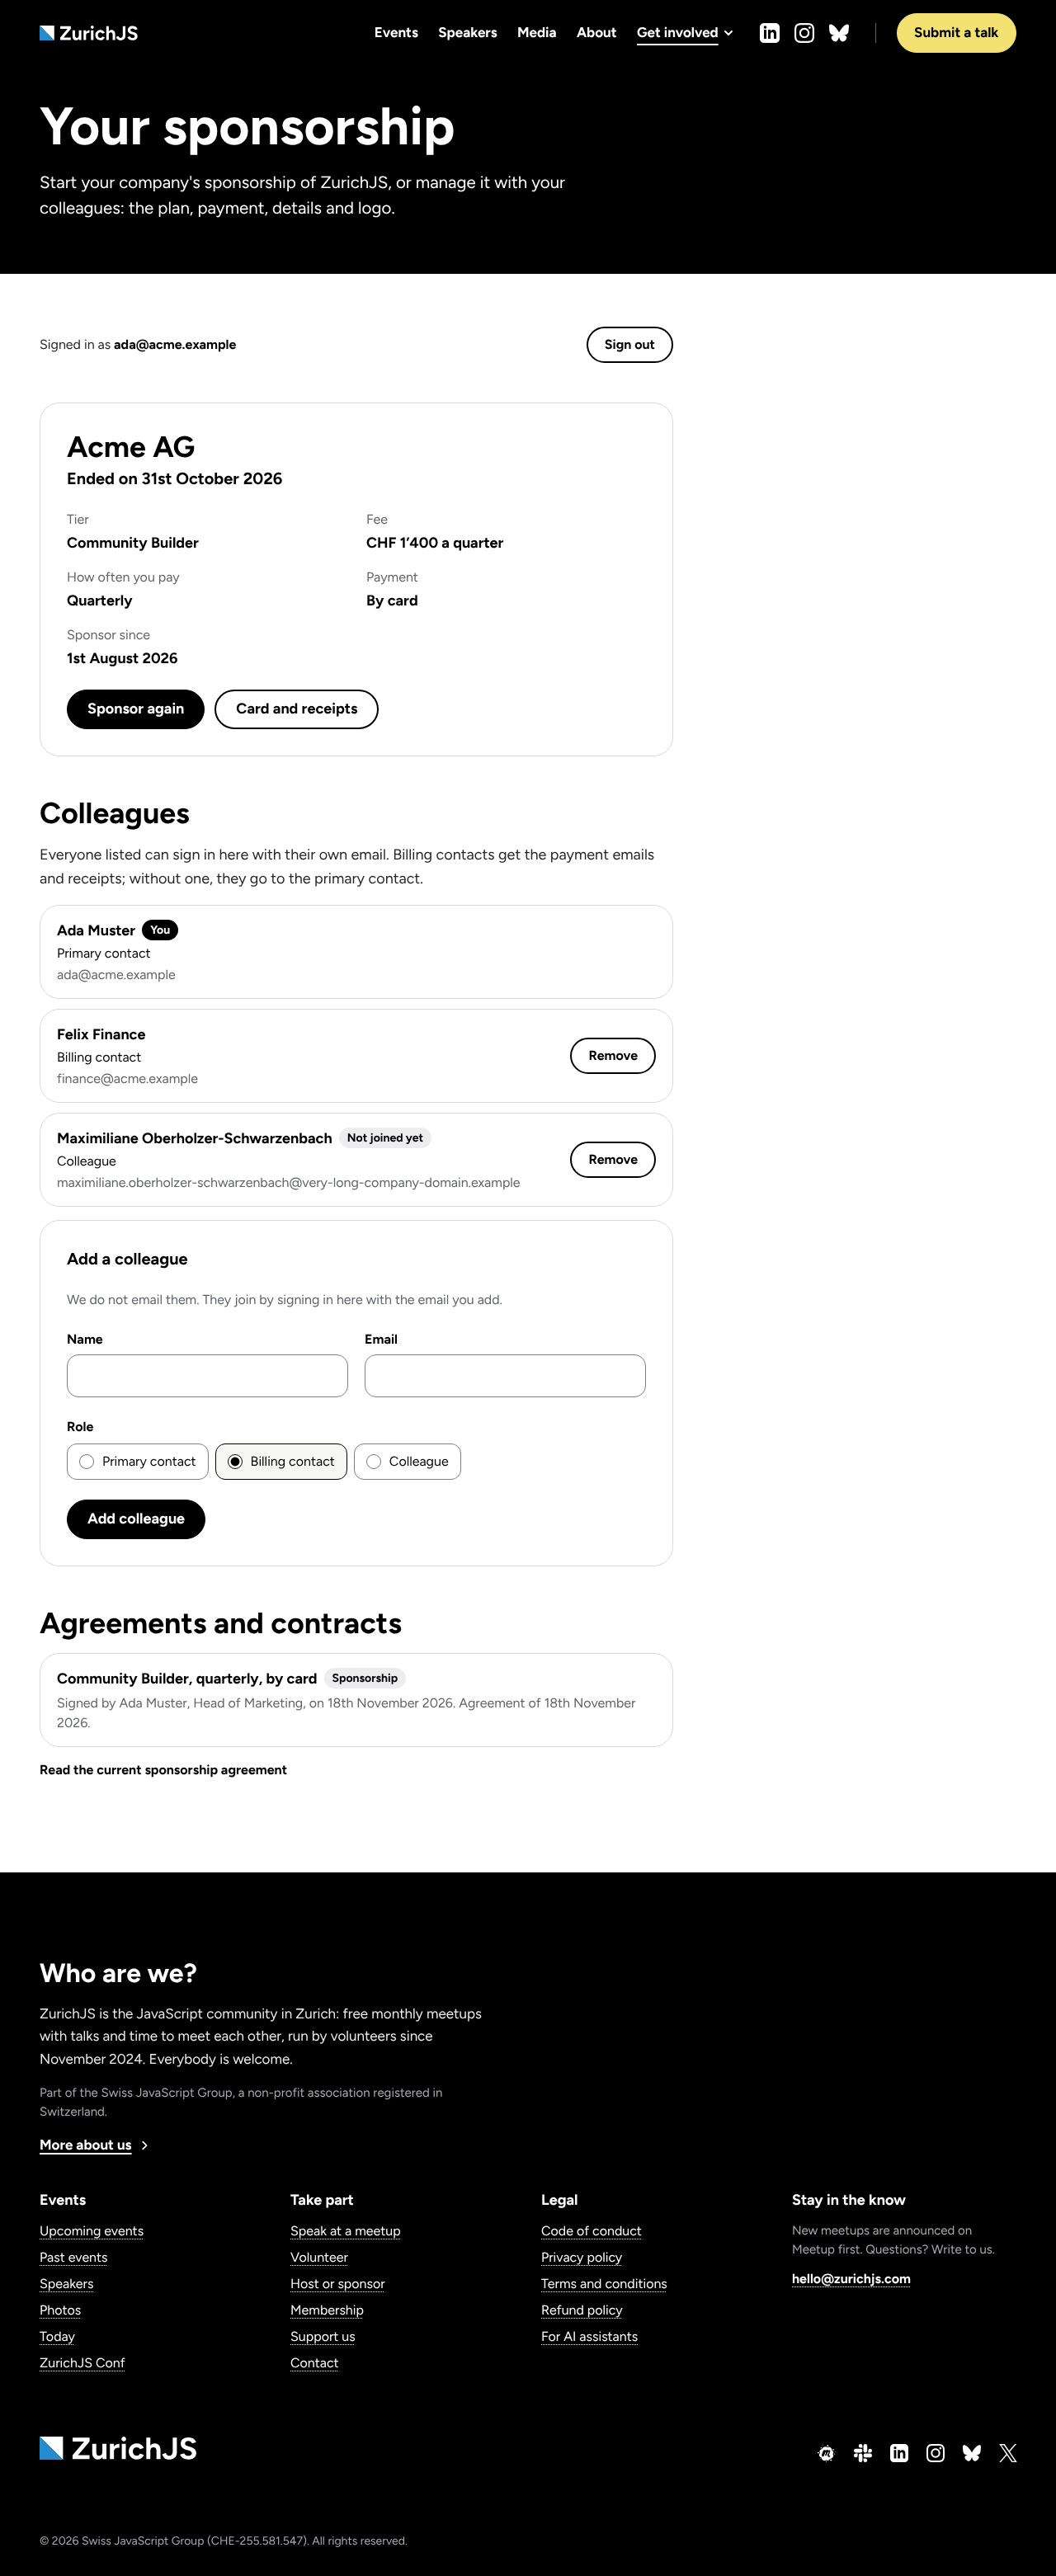 ZurichJS
Events Speakers Media About Get involved Submit a talk
Your sponsorship
Start your company's sponsorship of ZurichJS, or manage it with your
colleagues: the plan, payment, details and logo.
Signed in as ada@acme.example
Sign out
Acme AG
Ended on 31st October 2026
Tier
Community Builder
Fee
CHF 1’400 a quarter
How often you pay
Quarterly
Payment
By card
Sponsor since
1st August 2026
Sponsor again
Card and receipts
Colleagues
Everyone listed can sign in here with their own email. Billing contacts get the payment emails
and receipts; without one, they go to the primary contact.
Ada Muster You
Primary contact
ada@acme.example
Felix Finance
Billing contact
finance@acme.example
Remove
Maximiliane Oberholzer-Schwarzenbach Not joined yet
Colleague
maximiliane.oberholzer-schwarzenbach@very-long-company-domain.example
Remove
Add a colleague
We do not email them. They join by signing in here with the email you add.
Name
Email
Role
Primary contact
Billing contact
Colleague
Add colleague
Agreements and contracts
Community Builder, quarterly, by card Sponsorship
Signed by Ada Muster, Head of Marketing, on 18th November 2026. Agreement of 18th November
2026.
Read the current sponsorship agreement
Who are we?
ZurichJS is the JavaScript community in Zurich: free monthly meetups
with talks and time to meet each other, run by volunteers since
November 2024. Everybody is welcome.
Part of the Swiss JavaScript Group, a non-profit association registered in
Switzerland.
More about us
Events
Upcoming events
Past events
Speakers
Photos
Today
ZurichJS Conf
Take part
Speak at a meetup
Volunteer
Host or sponsor
Membership
Support us
Contact
Legal
Code of conduct
Privacy policy
Terms and conditions
Refund policy
For AI assistants
Stay in the know
New meetups are announced on
Meetup first. Questions? Write to us.
hello@zurichjs.com
ZurichJS
© 2026 Swiss JavaScript Group (CHE-255.581.547). All rights reserved.